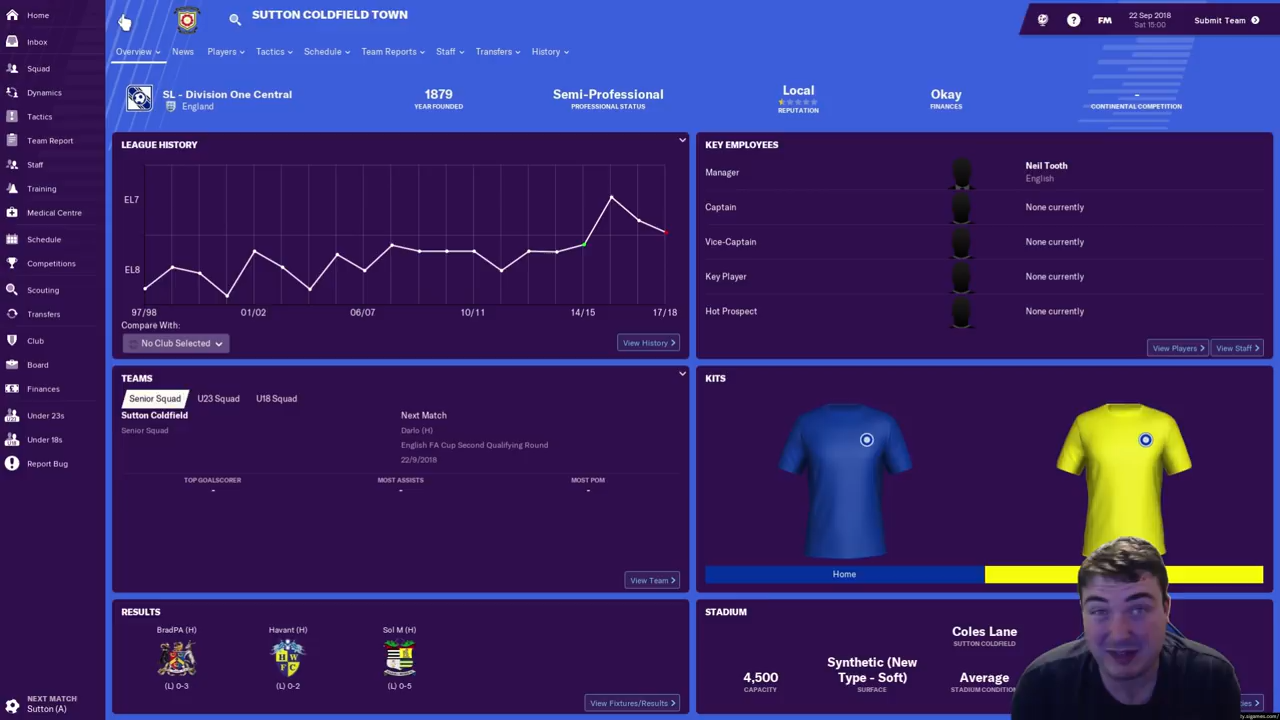 Home
Inbox
Squad
Dynamics
Tactics
Team Report
Staff
Training
Medical Centre
Schedule
Competitions
Scouting
Transfers
Club
Board
Finances
Under 23s
Under 18s
Report Bug
NEXT MATCH
Sutton (A)
SUTTON COLDFIELD TOWN
22 Sep 2018
Sat 15:00
FM
Submit Team
Overview
News
Players
Tactics
Schedule
Team Reports
Staff
Transfers
History
SL - Division One Central
England
1879
YEAR FOUNDED
Semi-Professional
PROFESSIONAL STATUS
Local
REPUTATION
Okay
FINANCES
-
CONTINENTAL COMPETITION
LEAGUE HISTORY
EL7
EL8
97/98 01/02 06/07 10/11 14/15 17/18
Compare With:
No Club Selected
View History
KEY EMPLOYEES
Manager
Neil Tooth
English
Captain
None currently
Vice-Captain
None currently
Key Player
None currently
Hot Prospect
None currently
View Players
View Staff
TEAMS
Senior Squad U23 Squad U18 Squad
Sutton Coldfield
Senior Squad
Next Match
Darlo (H)
English FA Cup Second Qualifying Round
22/9/2018
TOP GOALSCORER
-
MOST ASSISTS
-
MOST POM
-
View Team
KITS
Home
RESULTS
BradPA (H)
(L) 0-3
Havant (H)
(L) 0-2
Sol M (H)
(L) 0-5
View Fixtures/Results
STADIUM
Coles Lane
SUTTON COLDFIELD
4,500
CAPACITY
Synthetic (New
Type - Soft)
SURFACE
Average
STADIUM CONDITION